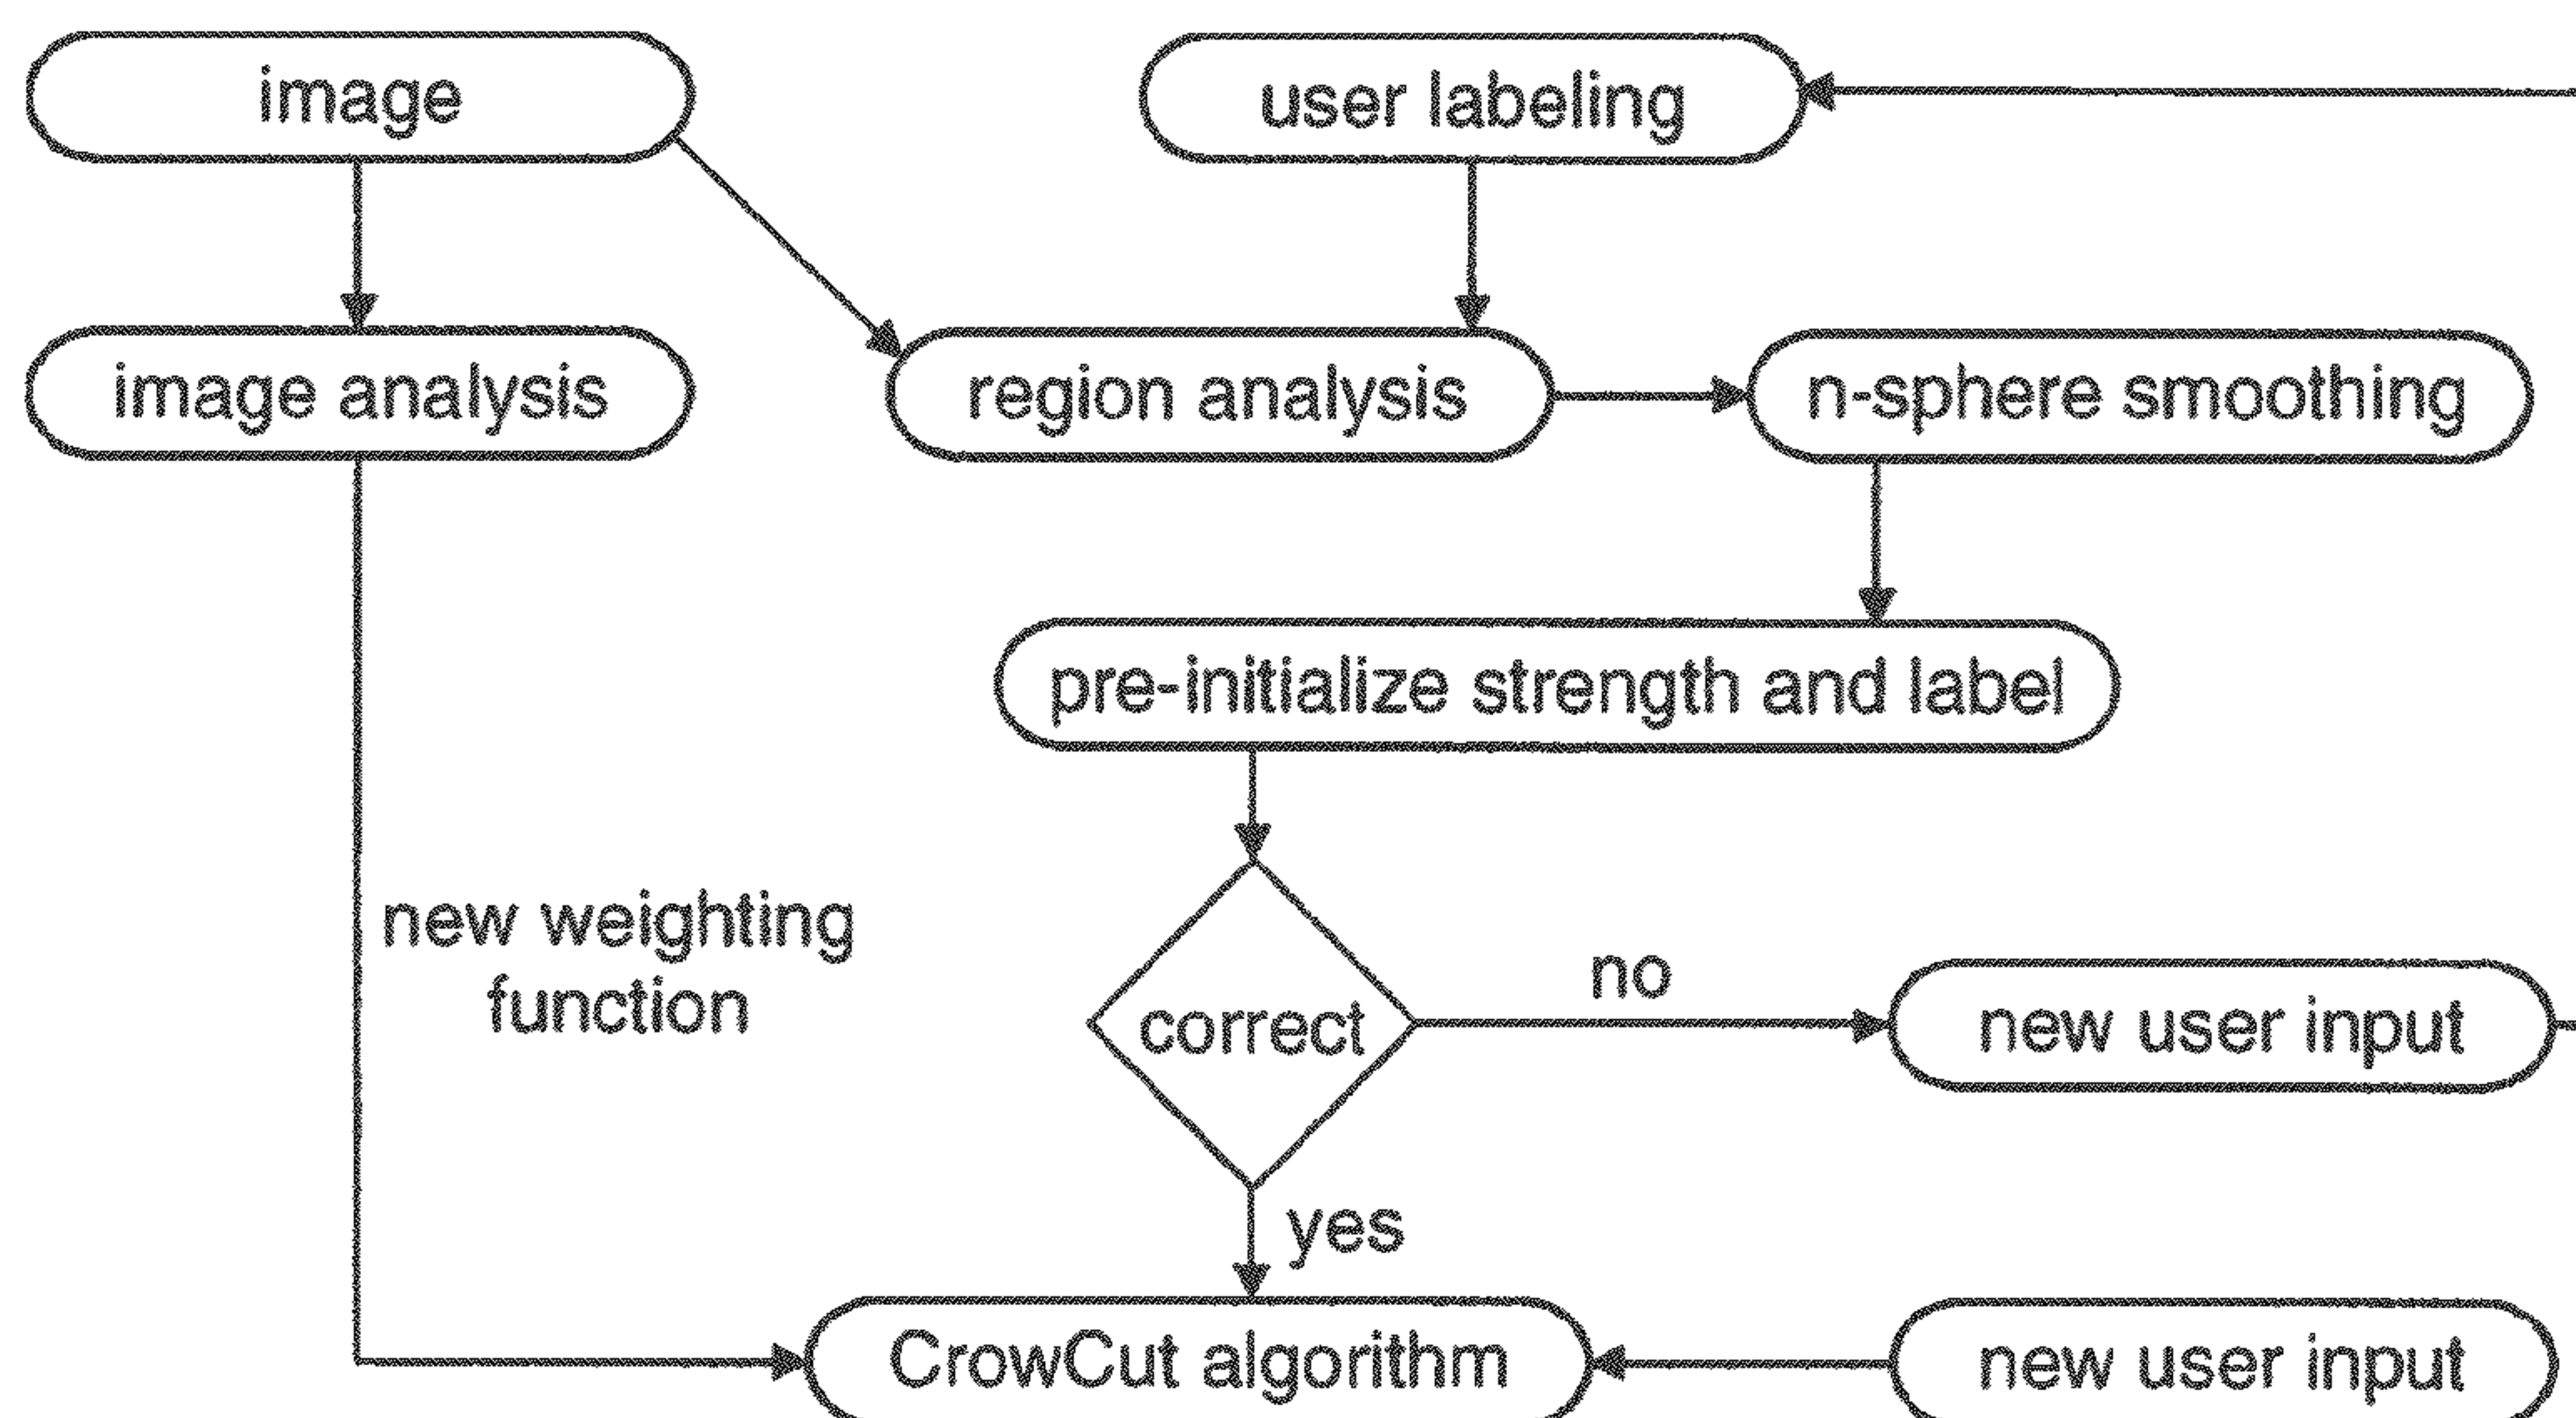 image
user labeling
image analysis
region analysis
n-sphere smoothing
pre-initialize strength and label
new weighting
function
correct
no
new user input
yes
CrowCut algorithm
new user input